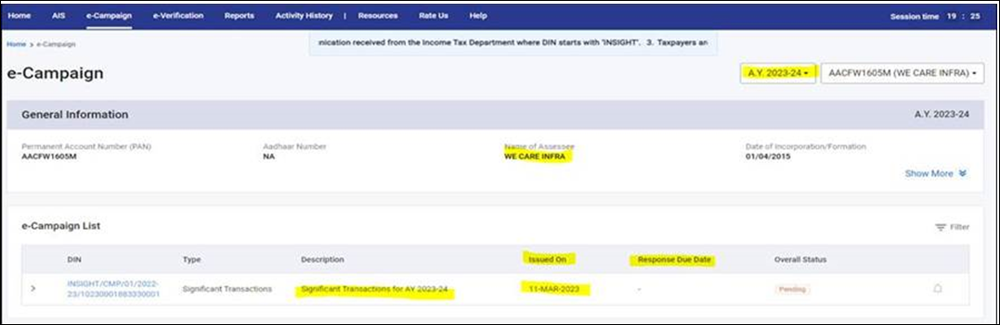 Home AIS e-Campaign e-Verification Reports Activity History | Resources Rate Us Help Session time 19 : 25
Home > e-Campaign
nication received from the Income Tax Department where DIN starts with 'INSIGHT'. 3. Taxpayers an
e-Campaign
A.Y. 2023-24 AACFW1605M (WE CARE INFRA)
General Information A.Y. 2023-24
Permanent Account Number (PAN) Aadhaar Number Name of Assessee Date of Incorporation/Formation
AACFW1605M NA WE CARE INFRA 01/04/2015
Show More
e-Campaign List Filter
DIN Type Description Issued On Response Due Date Overall Status
INSIGHT/CMP/01/2022-
23/10230901883330001 Significant Transactions Significant Transactions for AY 2023-24 11-MAR-2023 - Pending